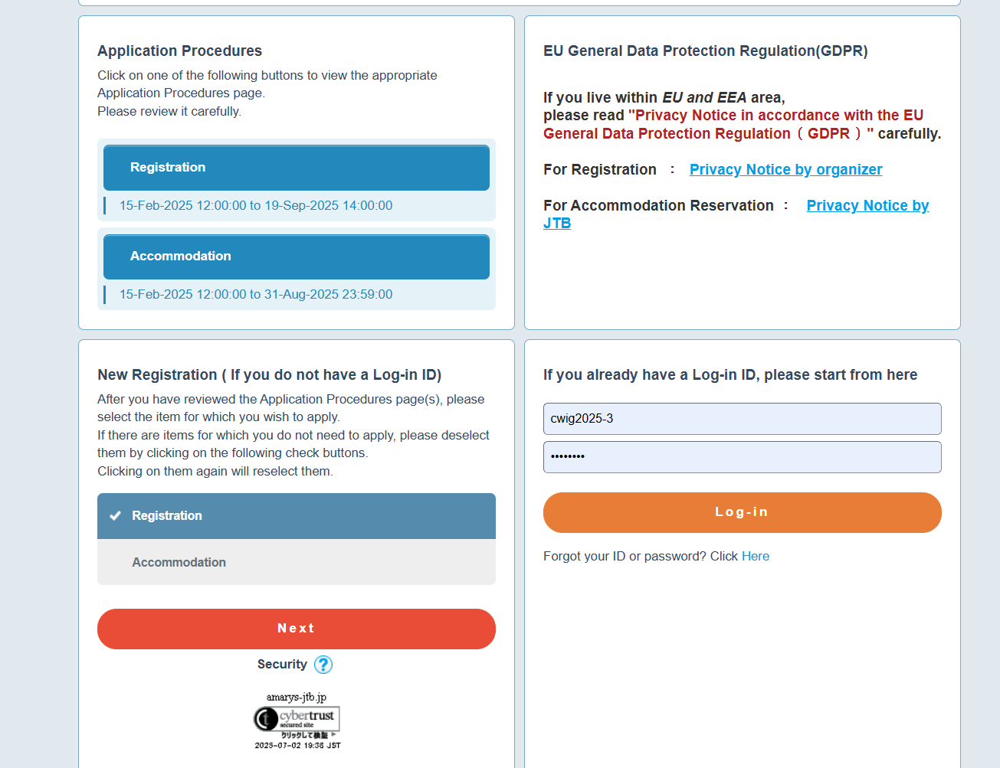 Application Procedures
Click on one of the following buttons to view the appropriate
Application Procedures page.
Please review it carefully.
Registration
15-Feb-2025 12:00:00 to 19-Sep-2025 14:00:00
Accommodation
15-Feb-2025 12:00:00 to 31-Aug-2025 23:59:00
EU General Data Protection Regulation(GDPR)
If you live within EU and EEA area,
please read "Privacy Notice in accordance with the EU
General Data Protection Regulation（GDPR）" carefully.
For Registration ： Privacy Notice by organizer
For Accommodation Reservation ： Privacy Notice by
JTB
New Registration ( If you do not have a Log-in ID)
After you have reviewed the Application Procedures page(s), please
select the item for which you wish to apply.
If there are items for which you do not need to apply, please deselect
them by clicking on the following check buttons.
Clicking on them again will reselect them.
Registration
Accommodation
Next
Security ?
amarys-jtb.jp
cybertrust
secured site
クリックして検証
2025-07-02 19:38 JST
If you already have a Log-in ID, please start from here
cwig2025-3
••••••••
Log-in
Forgot your ID or password? Click Here